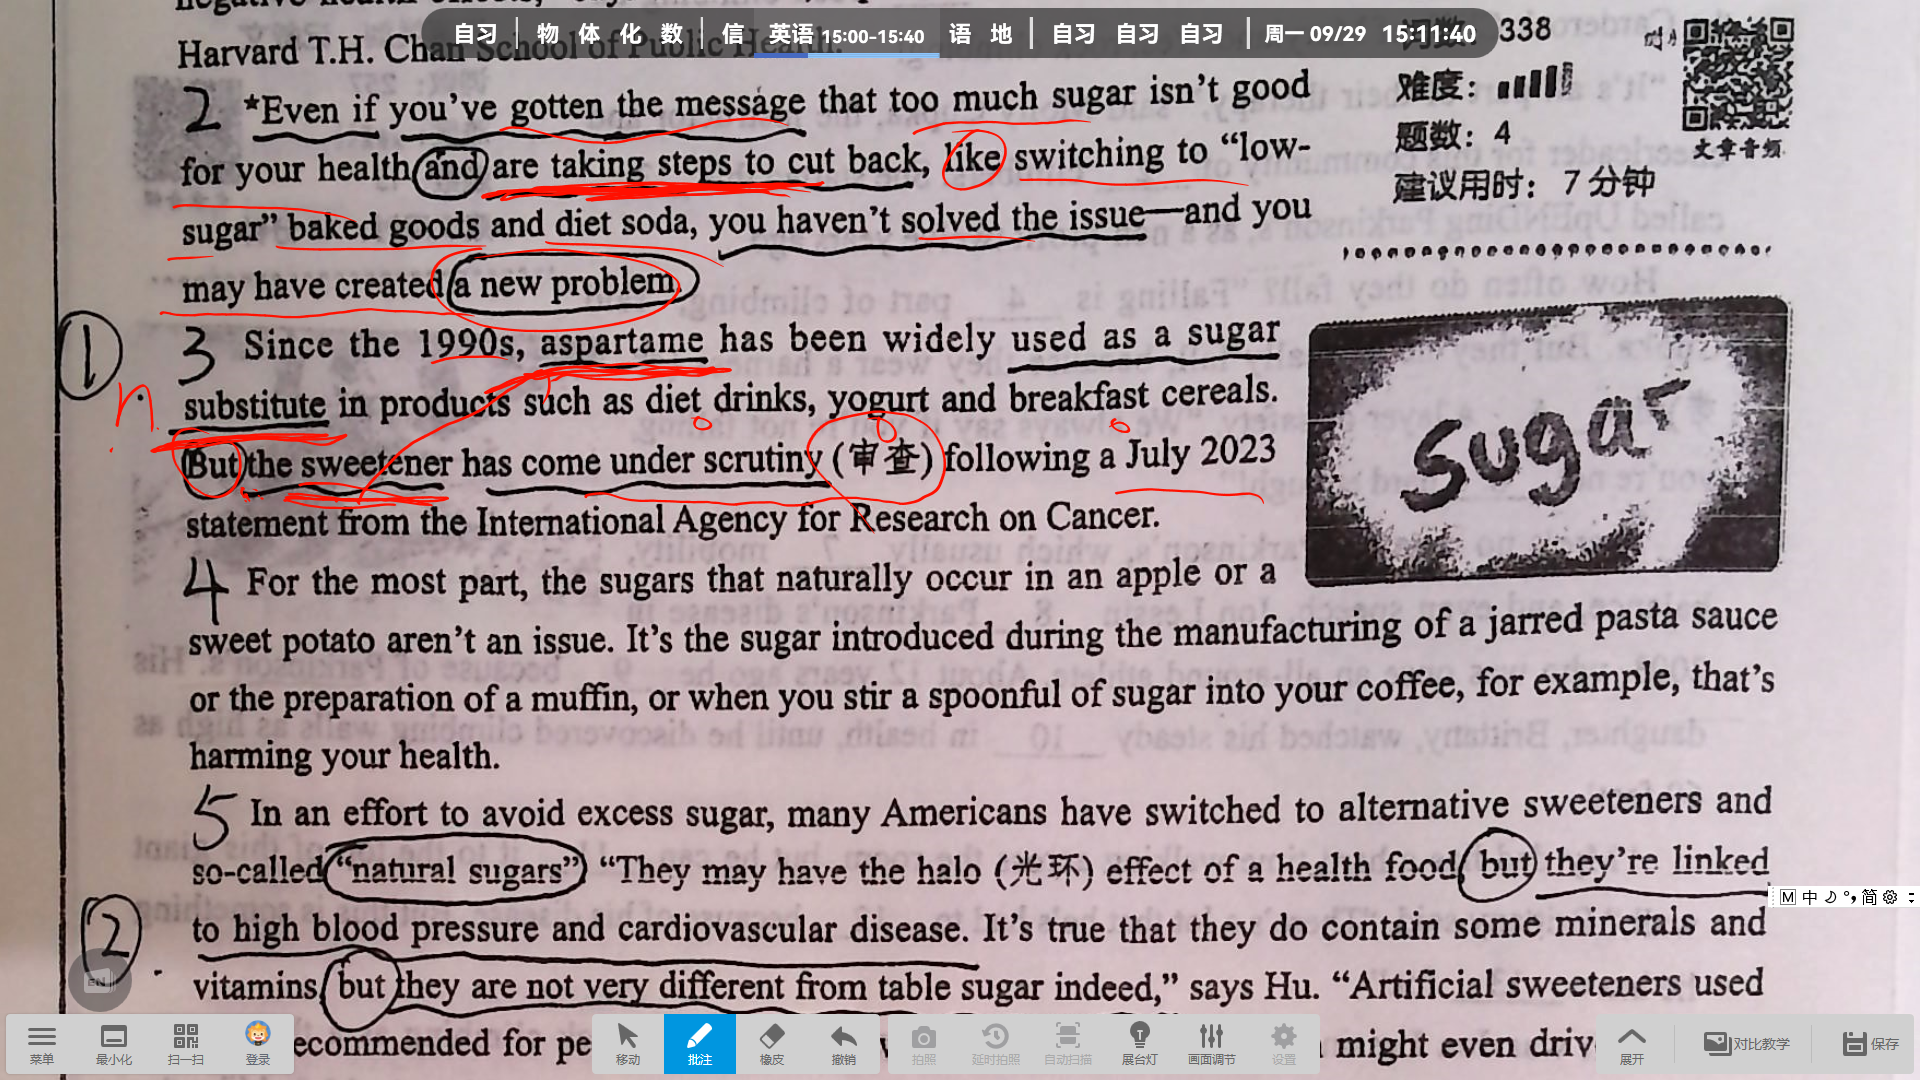 自习 物 体 化 数 信 英语 15:00-15:40 语 地 自习 自习 自习 周一 09/29 15:11:40
Harvard T.H. Chan School of Public Health.
338
难度：
题数：4
建议用时：7分钟
文章音频
2 *Even if you've gotten the message that too much sugar isn't good
for your health and are taking steps to cut back, like switching to “low-
sugar” baked goods and diet soda, you haven't solved the issue—and you
may have created a new problem.
1
3 Since the 1990s, aspartame has been widely used as a sugar
n.
substitute in products such as diet drinks, yogurt and breakfast cereals.
But the sweetener has come under scrutiny (审查) following a July 2023
statement from the International Agency for Research on Cancer.
sugar
4 For the most part, the sugars that naturally occur in an apple or a
sweet potato aren't an issue. It's the sugar introduced during the manufacturing of a jarred pasta sauce
or the preparation of a muffin, or when you stir a spoonful of sugar into your coffee, for example, that's
harming your health.
5 In an effort to avoid excess sugar, many Americans have switched to alternative sweeteners and
so-called “natural sugars” “They may have the halo (光环) effect of a health food, but they're linked
2
to high blood pressure and cardiovascular disease. It's true that they do contain some minerals and
vitamins, but they are not very different from table sugar indeed,” says Hu. “Artificial sweeteners used
might even driv
M 中 简
EN
菜单 最小化 扫一扫 登录 移动 批注 橡皮 撤销 拍照 延时拍照 自动扫描 展台灯 画面调节 设置 展开 对比教学 保存